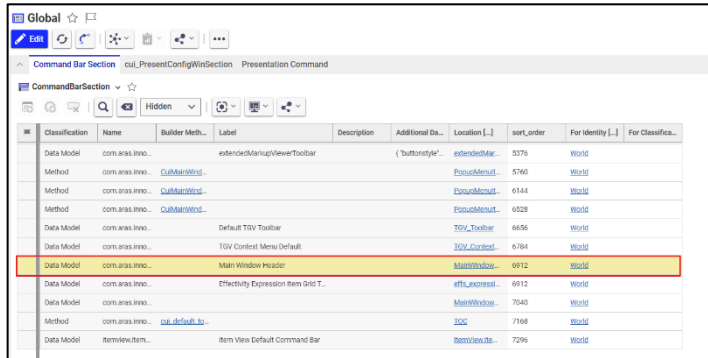 Global
Edit
Command Bar Section cui_PresentConfigWinSection Presentation Command
CommandBarSection
Hidden
Classification Name Builder Meth... Label Description Additional Da... Location [...] sort_order For Identity [...] For Classifica...
Data Model com.aras.inno... extendedMarkupViewerToolbar { "buttonstyle"... extendedMar... 5376 World
Method com.aras.inno... CuiMainWind... PopupMenuIt... 5760 World
Method com.aras.inno... CuiMainWind... PopupMenuIt... 6144 World
Method com.aras.inno... CuiMainWind... PopupMenuIt... 6528 World
Data Model com.aras.inno... Default TGV Toolbar TGV_Toolbar 6656 World
Data Model com.aras.inno... TGV Context Menu Default TGV_Context... 6784 World
Data Model com.aras.inno... Main Window Header MainWindow... 6912 World
Data Model com.aras.inno... Effectivity Expression Item Grid T... effs_expressi... 6912 World
Data Model com.aras.inno... MainWindow... 7040 World
Method com.aras.inno... cui_default_to... TOC 7168 World
Data Model itemview.item... Item View Default Command Bar ItemView.Ite... 7296 World